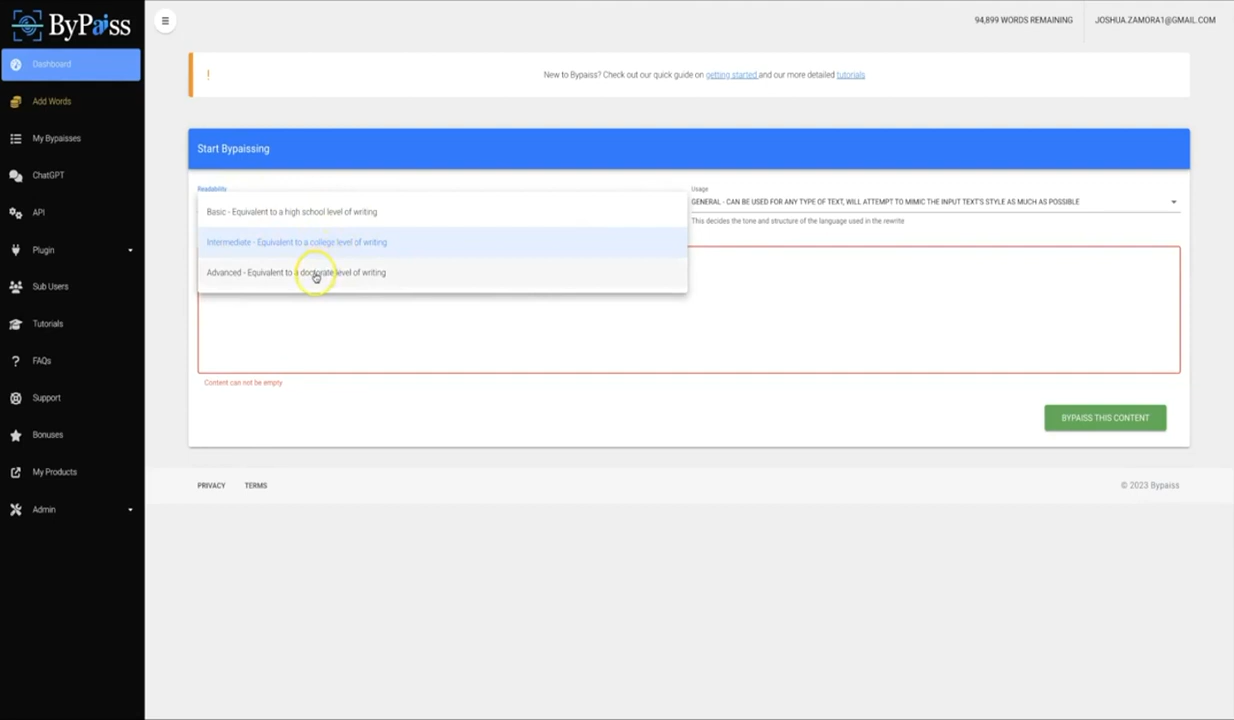 ByPaiss
94,899 WORDS REMAINING
JOSHUA.ZAMORA1@GMAIL.COM
Dashboard
Add Words
My Bypaisses
ChatGPT
API
Plugin
Sub Users
Tutorials
FAQs
Support
Bonuses
My Products
Admin
New to Bypaiss? Check out our quick guide on getting started and our more detailed tutorials
Start Bypaissing
Readability
Basic - Equivalent to a high school level of writing
Intermediate - Equivalent to a college level of writing
Advanced - Equivalent to a doctorate level of writing
Usage
GENERAL - CAN BE USED FOR ANY TYPE OF TEXT, WILL ATTEMPT TO MIMIC THE INPUT TEXT'S STYLE AS MUCH AS POSSIBLE
This decides the tone and structure of the language used in the rewrite
Content can not be empty
BYPAISS THIS CONTENT
PRIVACY
TERMS
© 2023 Bypaiss